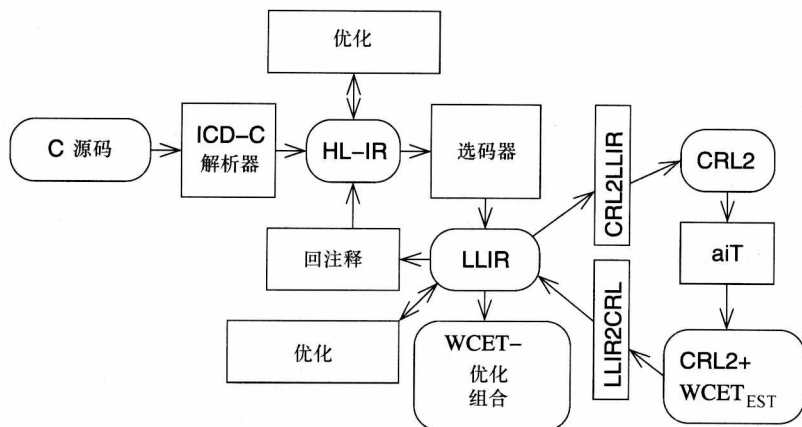 优化
C 源码
ICD-C
解析器
HL-IR
选码器
CRL2LLIR
CRL2
回注释
LLIR
aiT
优化
WCET-
优化
组合
LLIR2CRL
CRL2+
WCET_EST